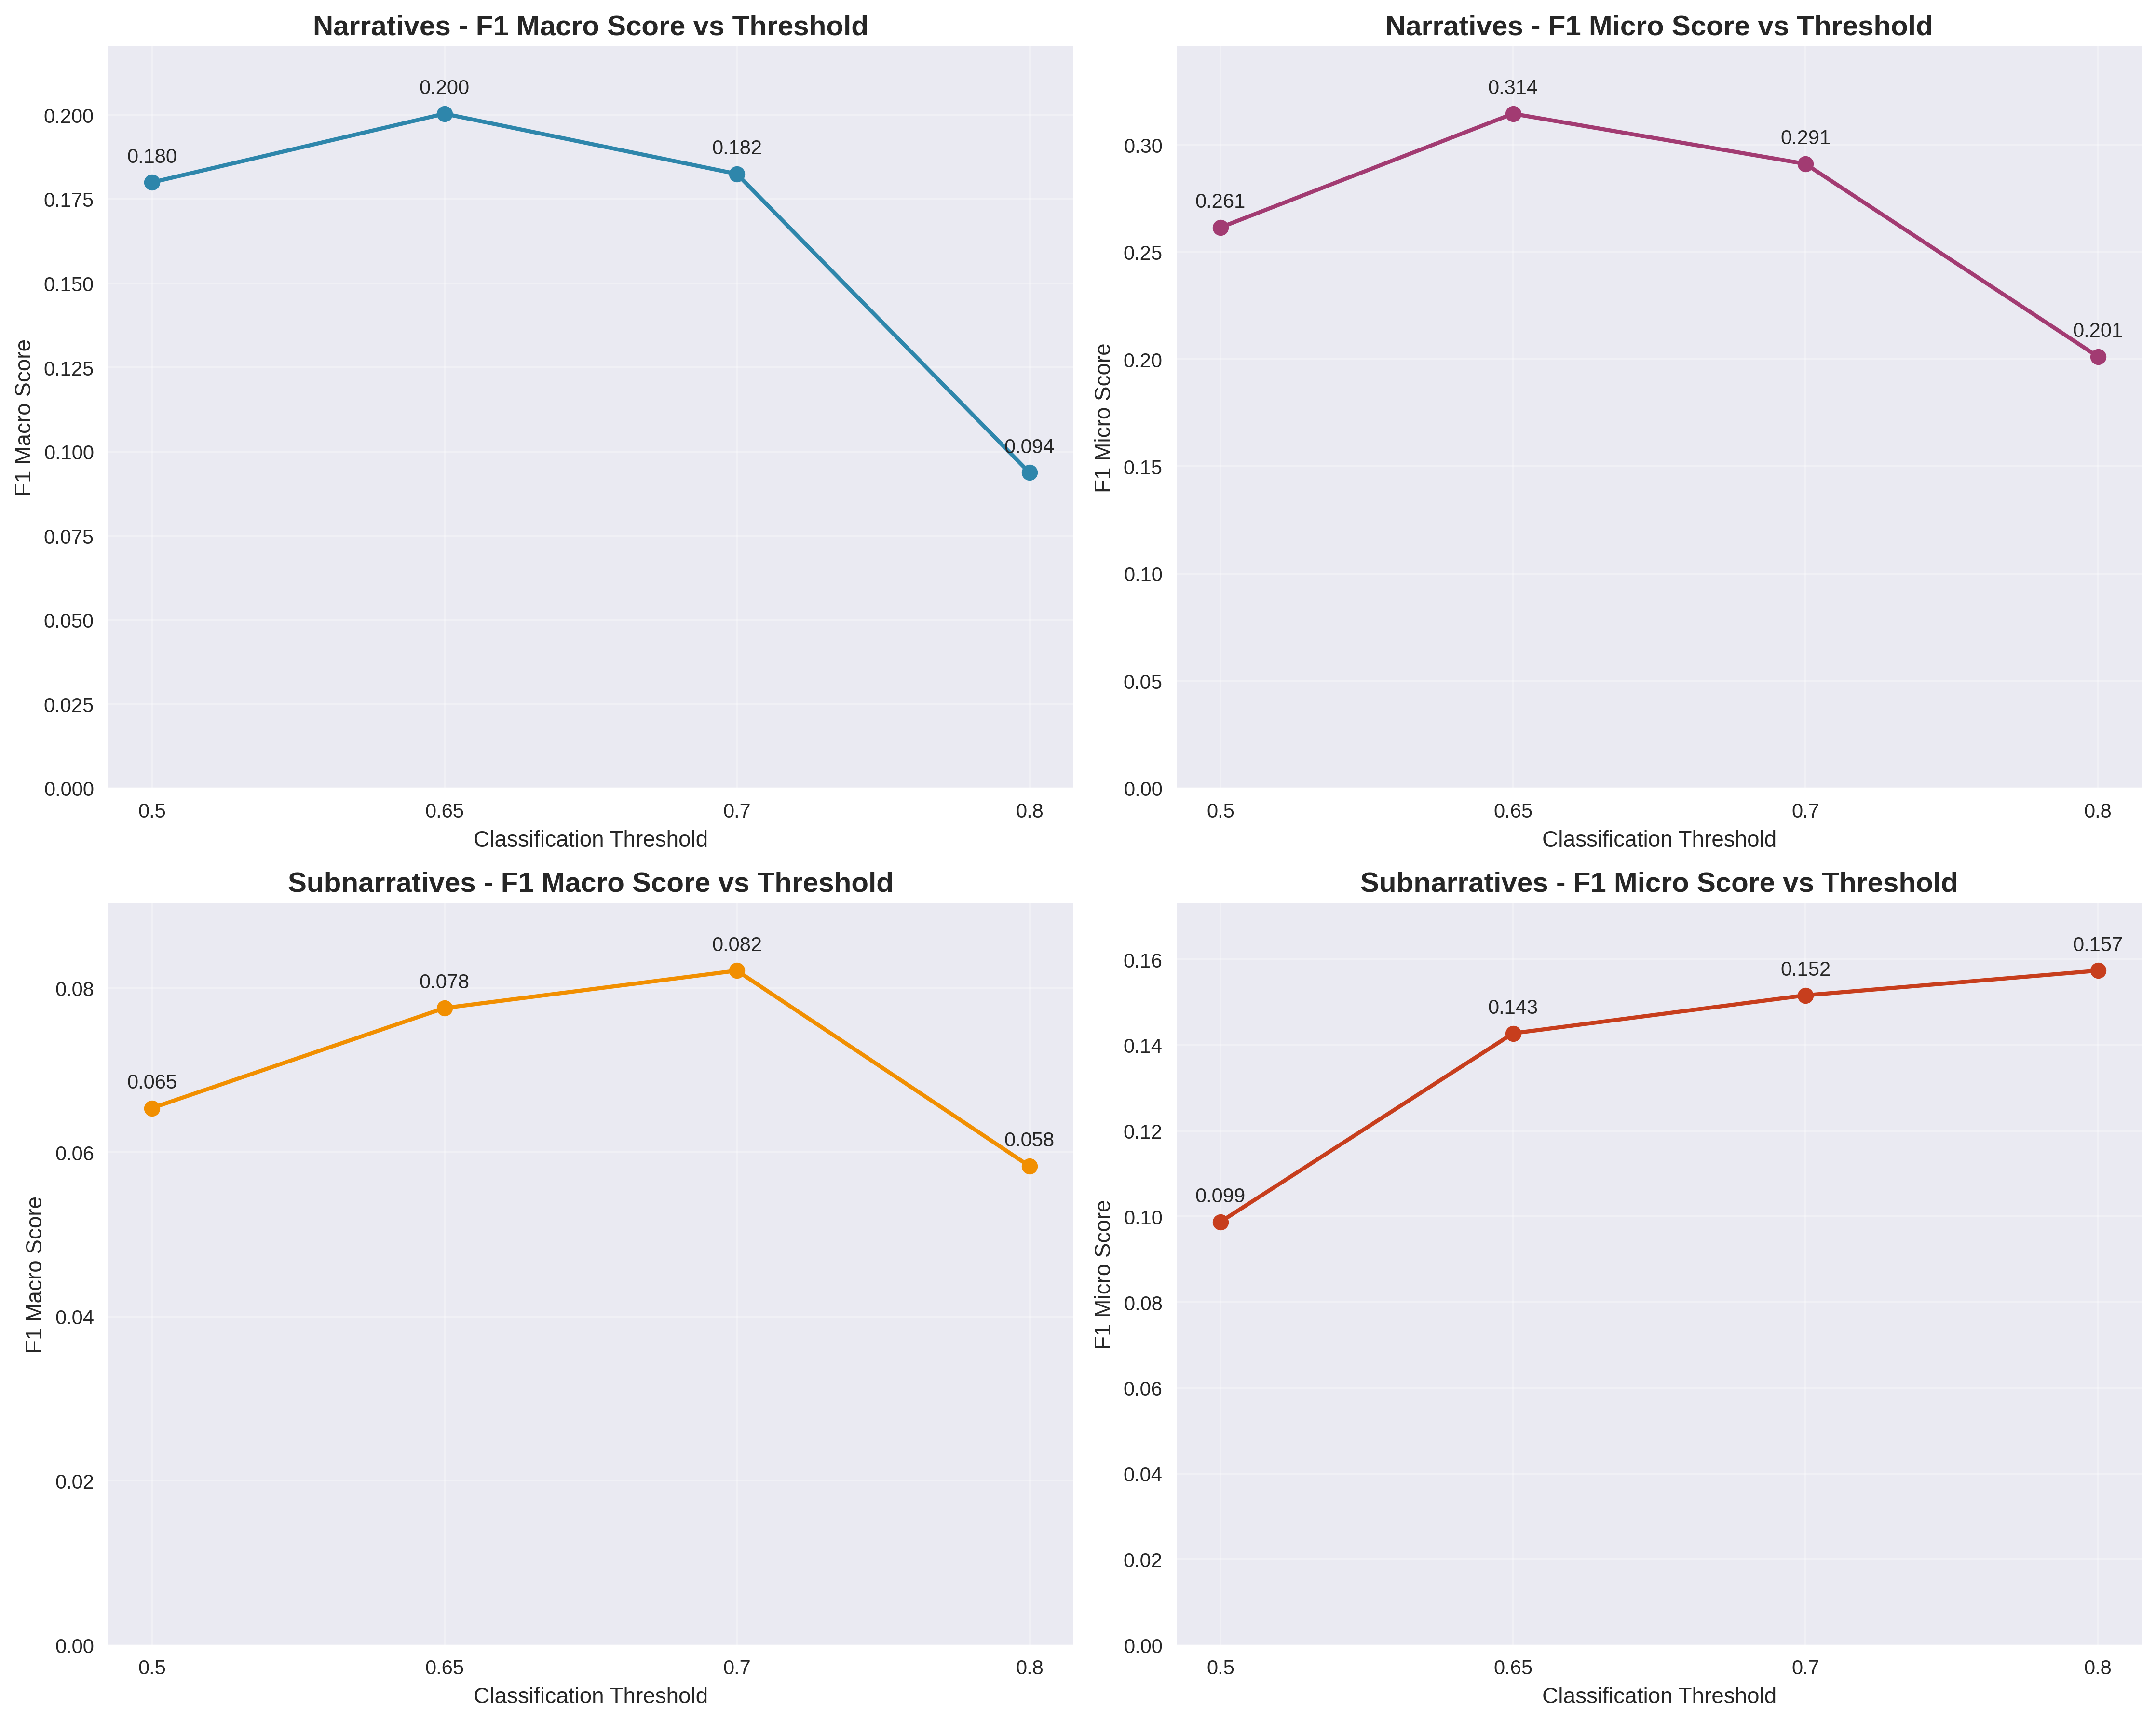 Narratives - F1 Macro Score vs Threshold
0.200
0.180
0.182
0.094
0.200
0.175
0.150
0.125
0.100
0.075
0.050
0.025
0.000
F1 Macro Score
0.5 0.65 0.7 0.8
Classification Threshold
Narratives - F1 Micro Score vs Threshold
0.314
0.291
0.261
0.201
0.30
0.25
0.20
0.15
0.10
0.05
0.00
F1 Micro Score
0.5 0.65 0.7 0.8
Classification Threshold
Subnarratives - F1 Macro Score vs Threshold
0.082
0.078
0.065
0.058
0.08
0.06
0.04
0.02
0.00
F1 Macro Score
0.5 0.65 0.7 0.8
Classification Threshold
Subnarratives - F1 Micro Score vs Threshold
0.157
0.152
0.143
0.099
0.16
0.14
0.12
0.10
0.08
0.06
0.04
0.02
0.00
F1 Micro Score
0.5 0.65 0.7 0.8
Classification Threshold